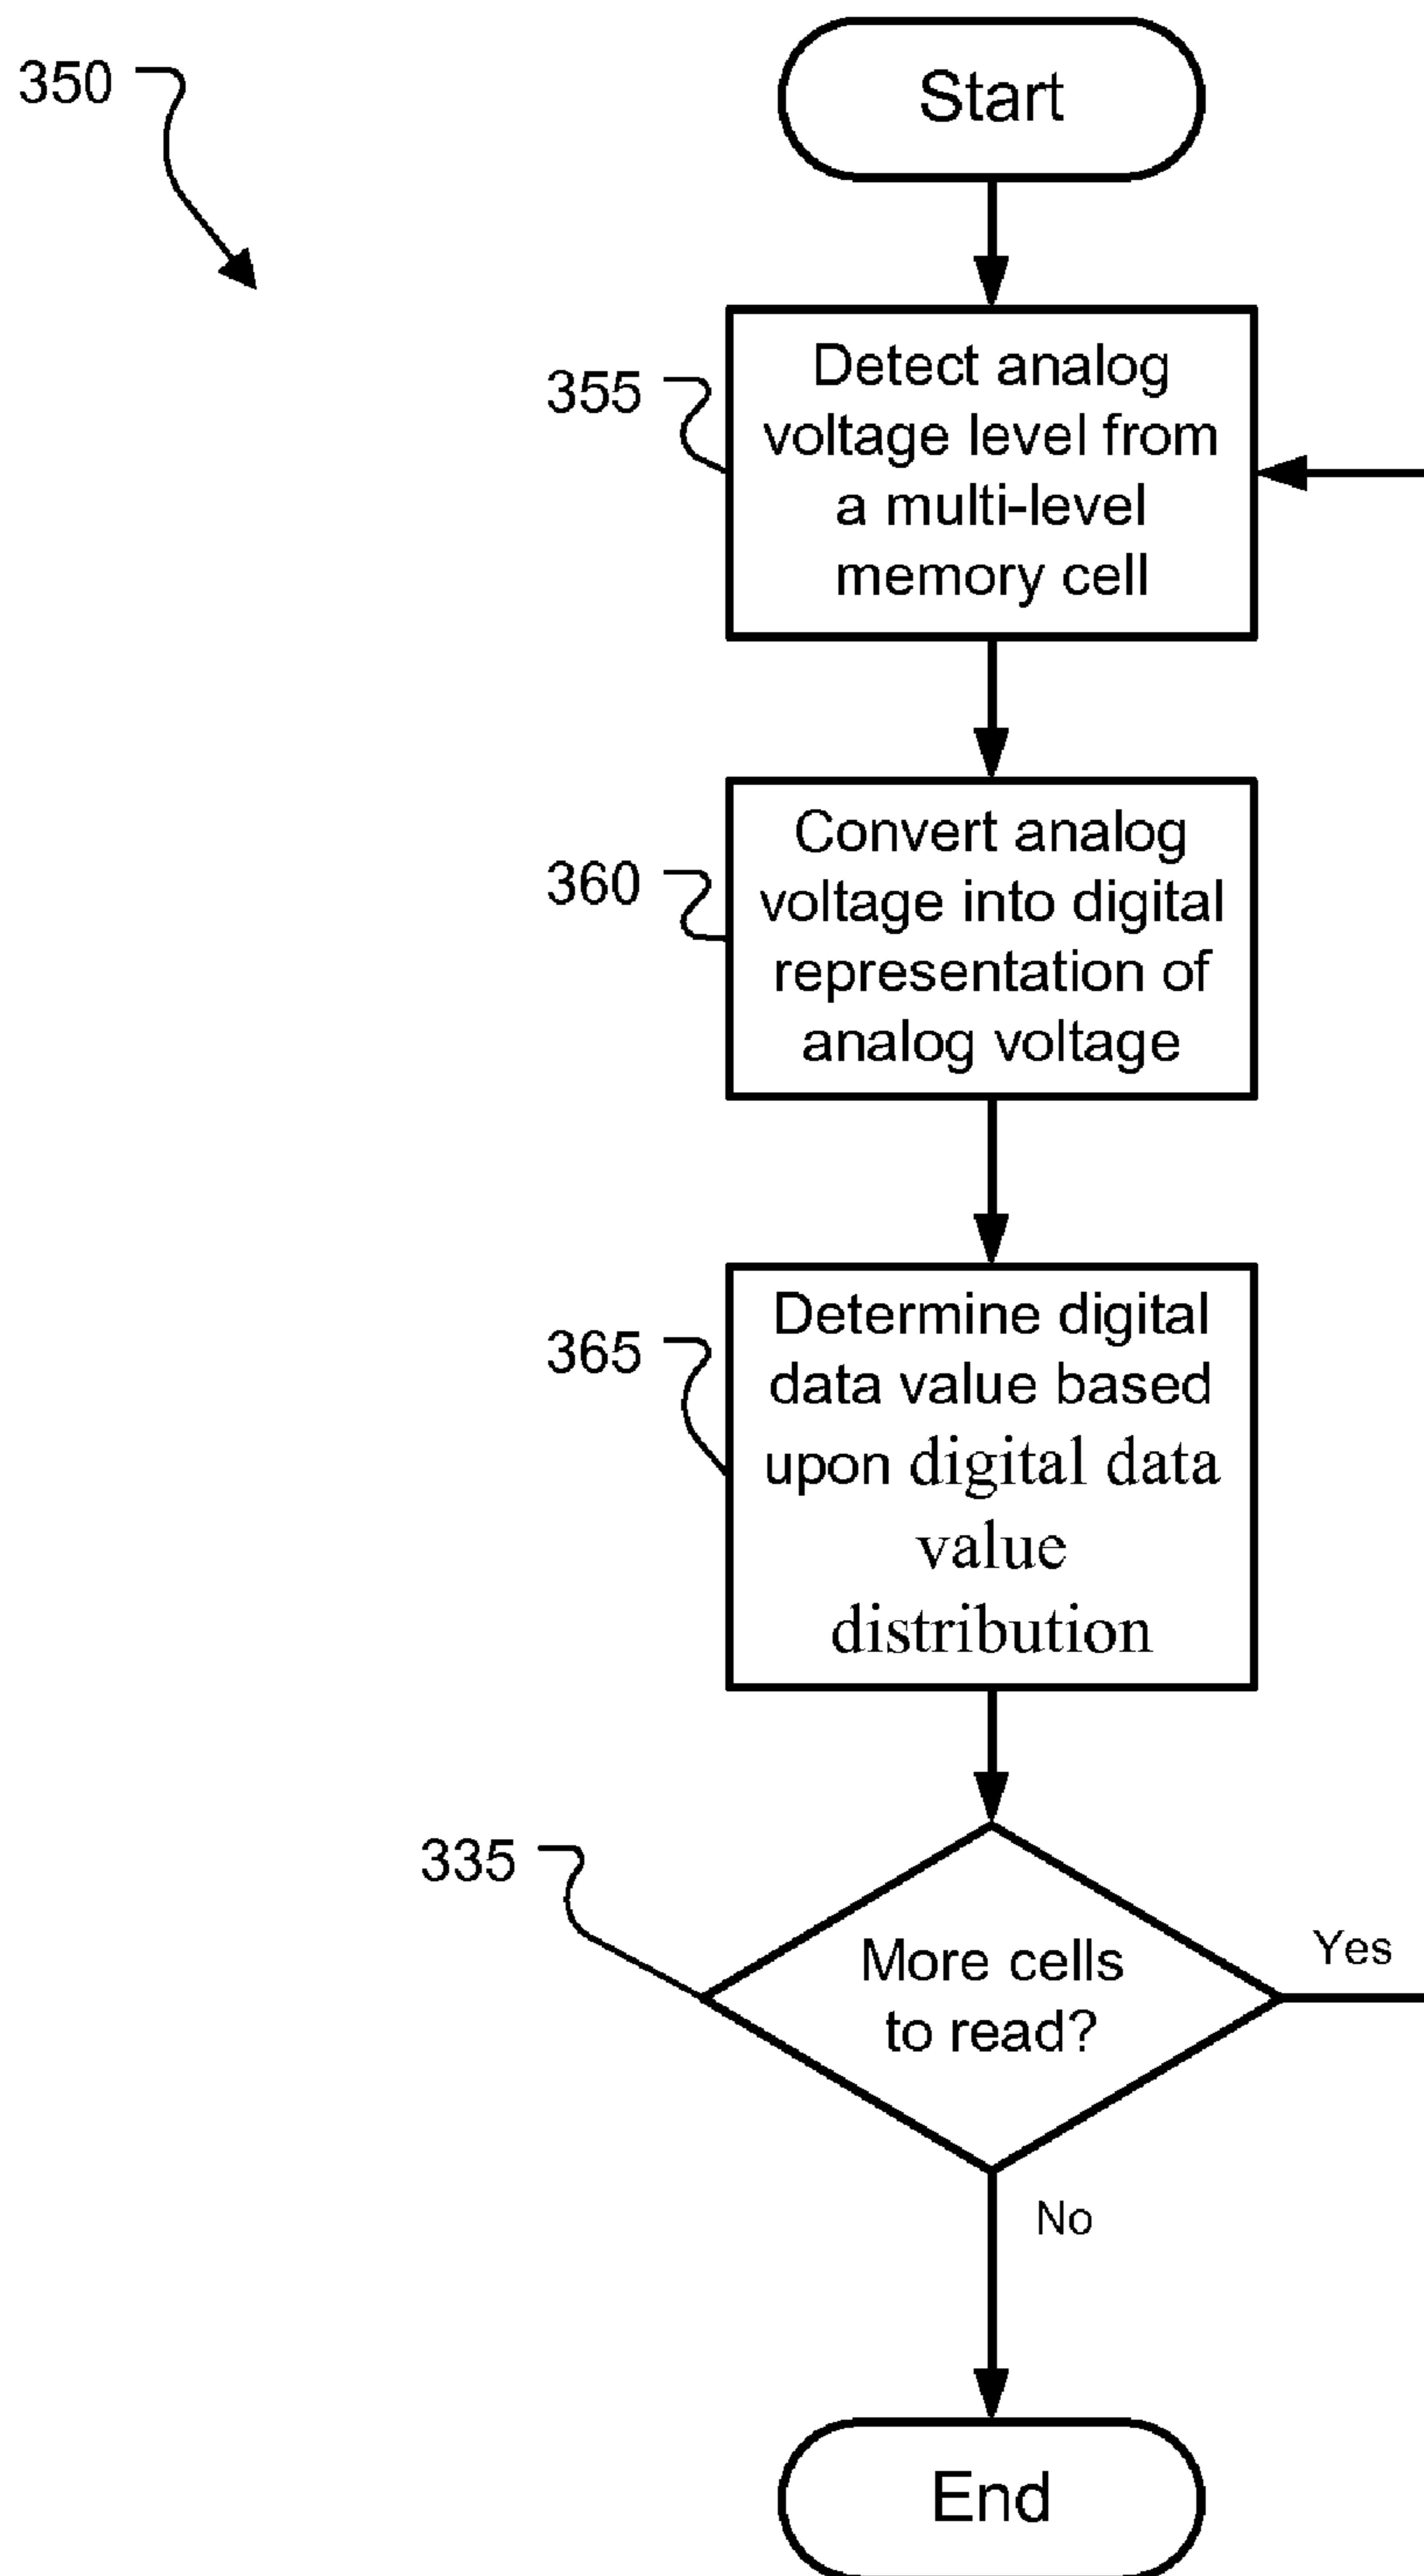 350
Start
355
Detect analog
voltage level from
a multi-level
memory cell
360
Convert analog
voltage into digital
representation of
analog voltage
365
Determine digital
data value based
upon digital data
value
distribution
335
More cells
to read?
Yes
No
End